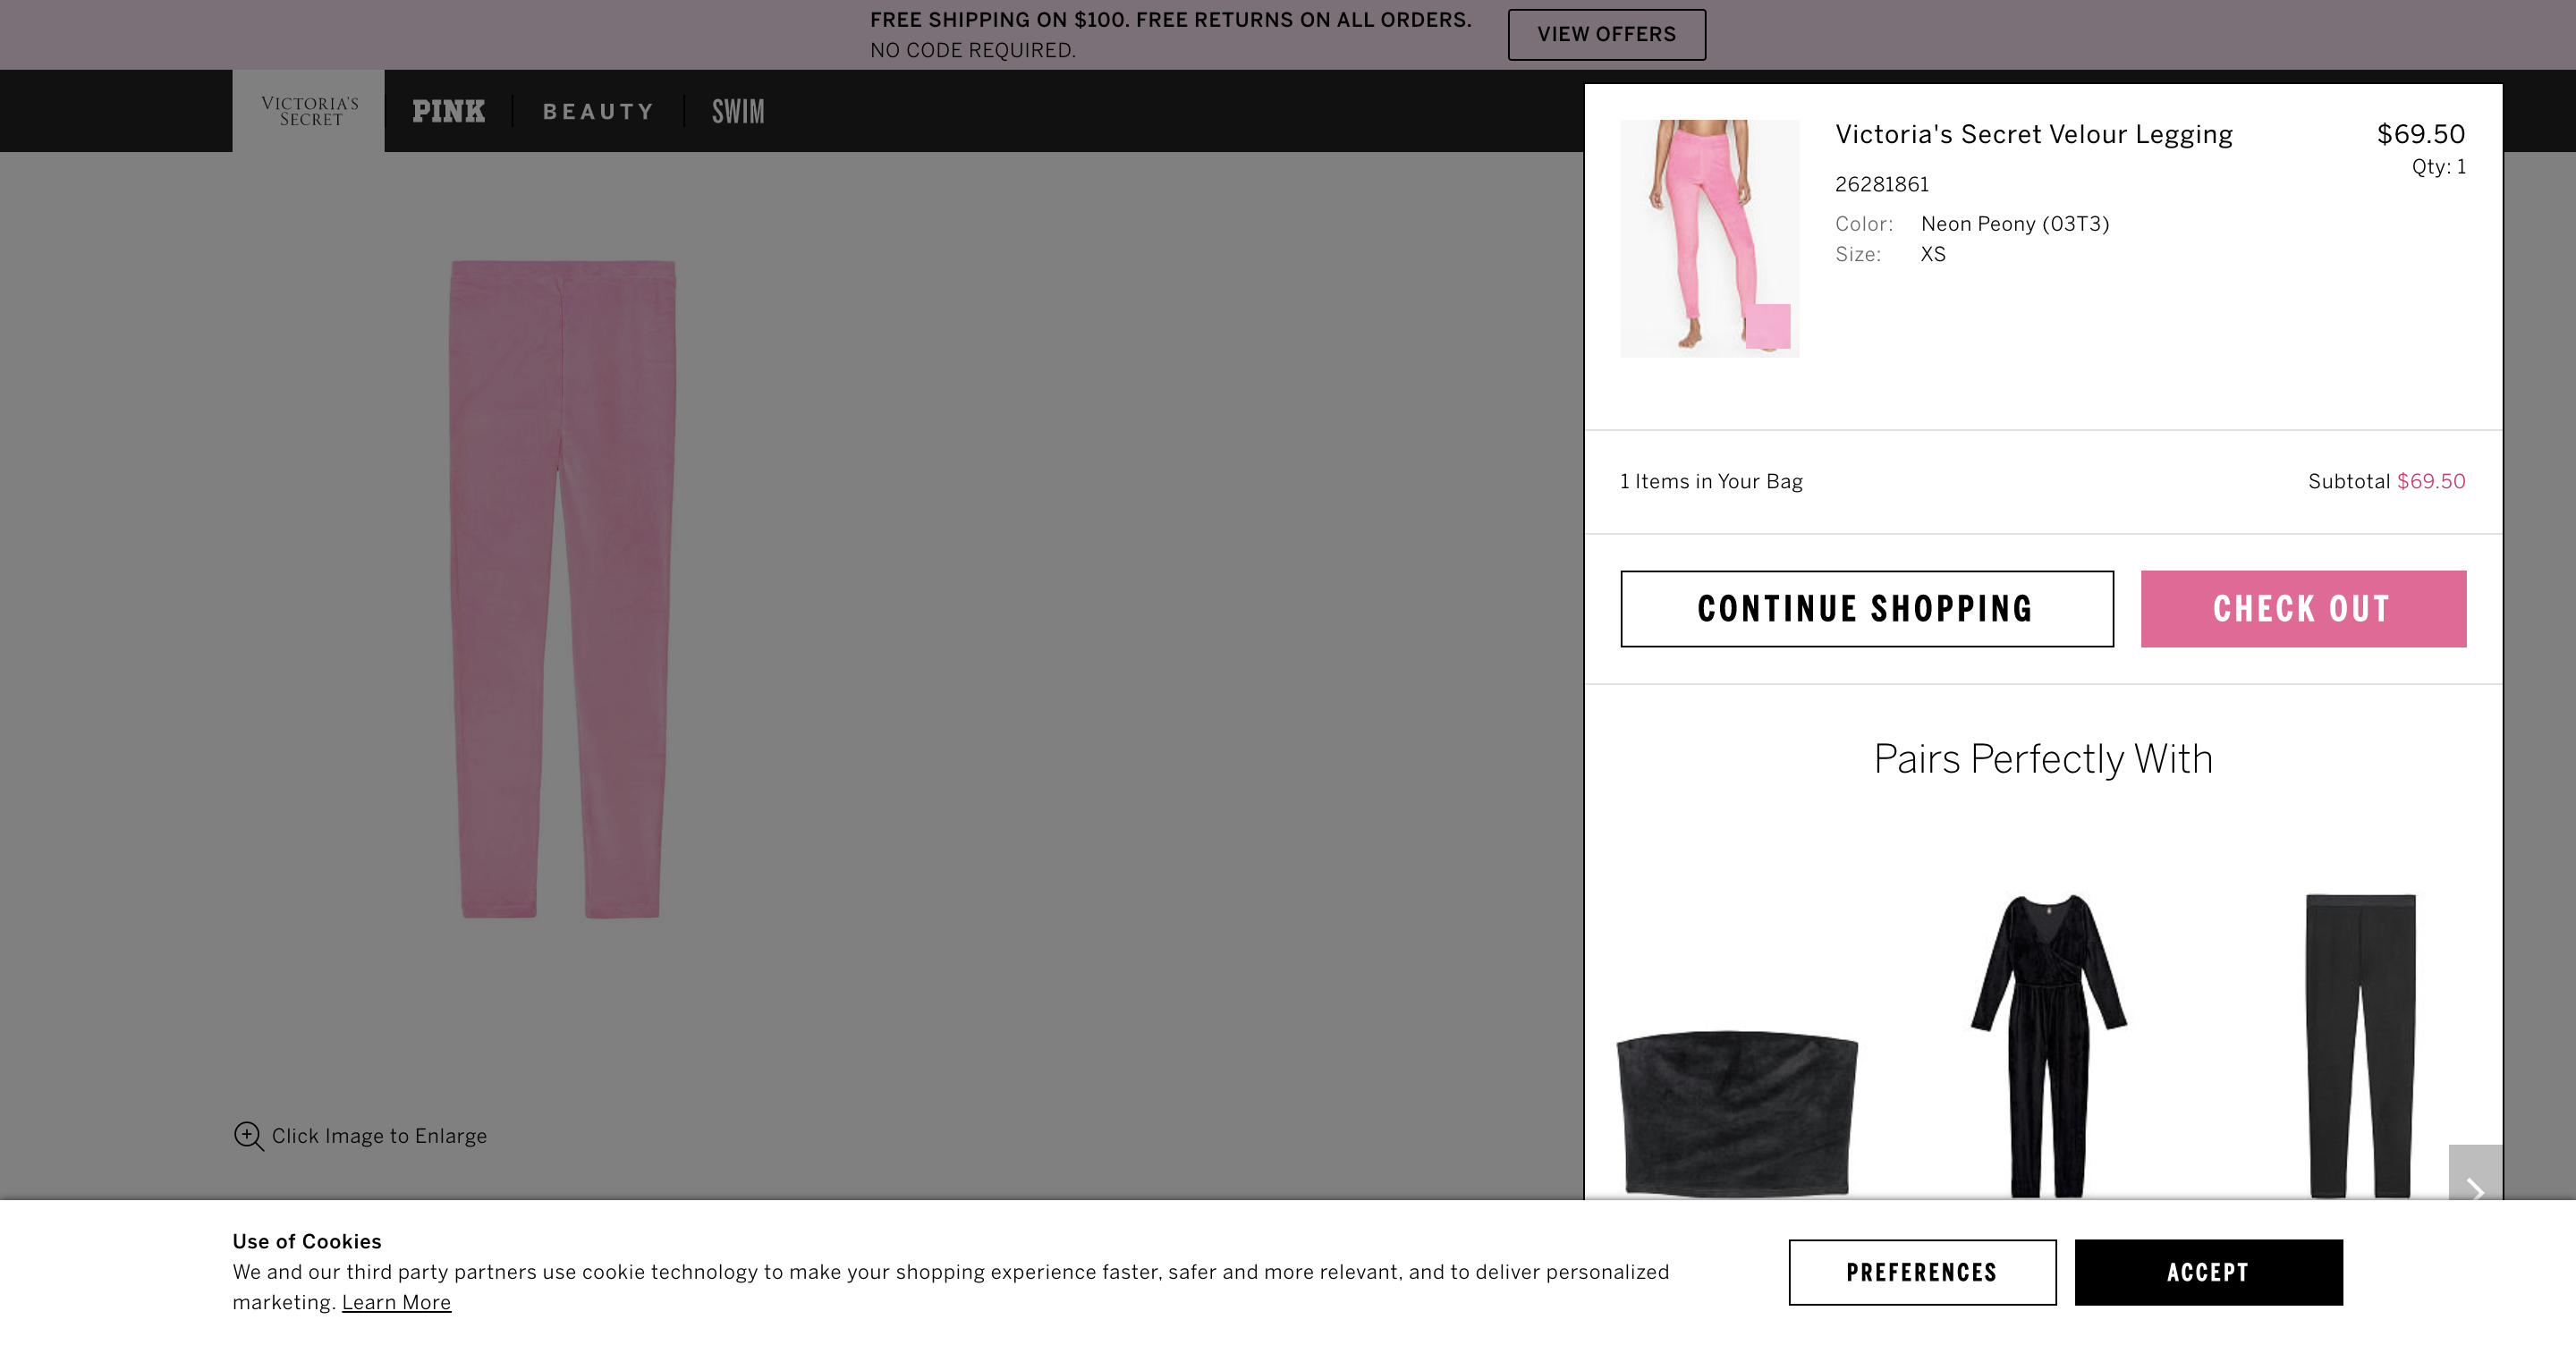 FREE SHIPPING ON $100. FREE RETURNS ON ALL ORDERS.
NO CODE REQUIRED.
VIEW OFFERS
VICTORIA'S
SECRET
PINK
BEAUTY
SWIM
Victoria's Secret Velour Legging
$69.50
Qty: 1
26281861
Color: Neon Peony (03T3)
Size: XS
1 Items in Your Bag
Subtotal $69.50
CONTINUE SHOPPING
CHECK OUT
Pairs Perfectly With
Click Image to Enlarge
Use of Cookies
We and our third party partners use cookie technology to make your shopping experience faster, safer and more relevant, and to deliver personalized
marketing. Learn More
PREFERENCES
ACCEPT